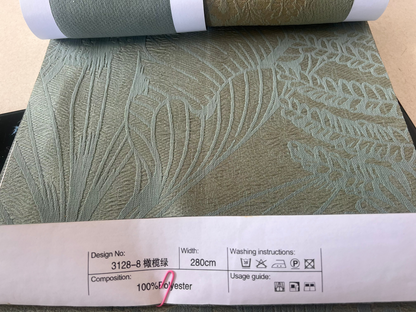 Design No: Width: Washing instructions:
3128-8 橄榄绿 280cm
Composition: Usage guide:
100%Polyester